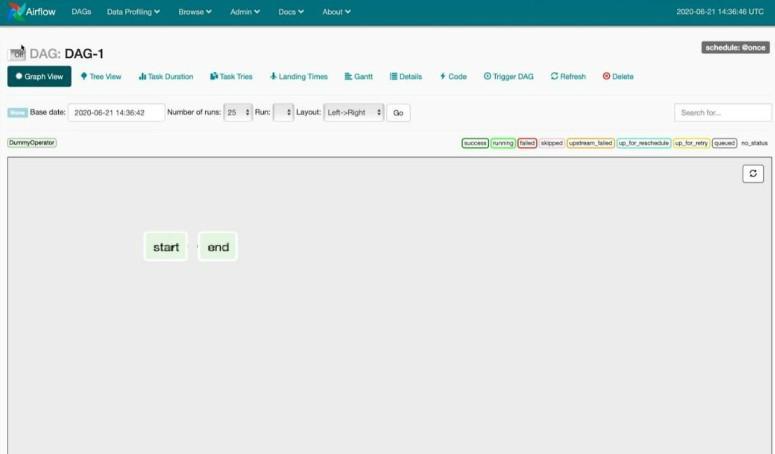 Airflow DAGs Data Profiling Browse Admin Docs About 2020-06-21 14:36:46 UTC
schedule: @once
Off DAG: DAG-1
Graph View Tree View Task Duration Task Tries Landing Times Gantt Details Code Trigger DAG Refresh Delete
Base date: 2020-06-21 14:36:42 Number of runs: 25 Run: Layout: Left->Right Go Search for...
DummyOperator success running failed skipped upstream_failed up_for_reschedule up_for_retry queued no_status
start end